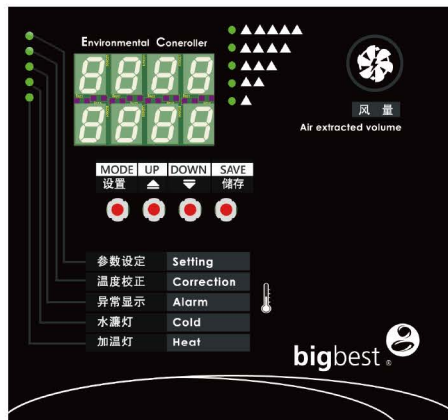 Environmental Coneroller
8888
8888
MODE UP DOWN SAVE
设置 储存
风 量
Air extracted volume
参数设定 Setting
温度校正 Correction
异常显示 Alarm
水濂灯 Cold
加温灯 Heat
bigbest ®